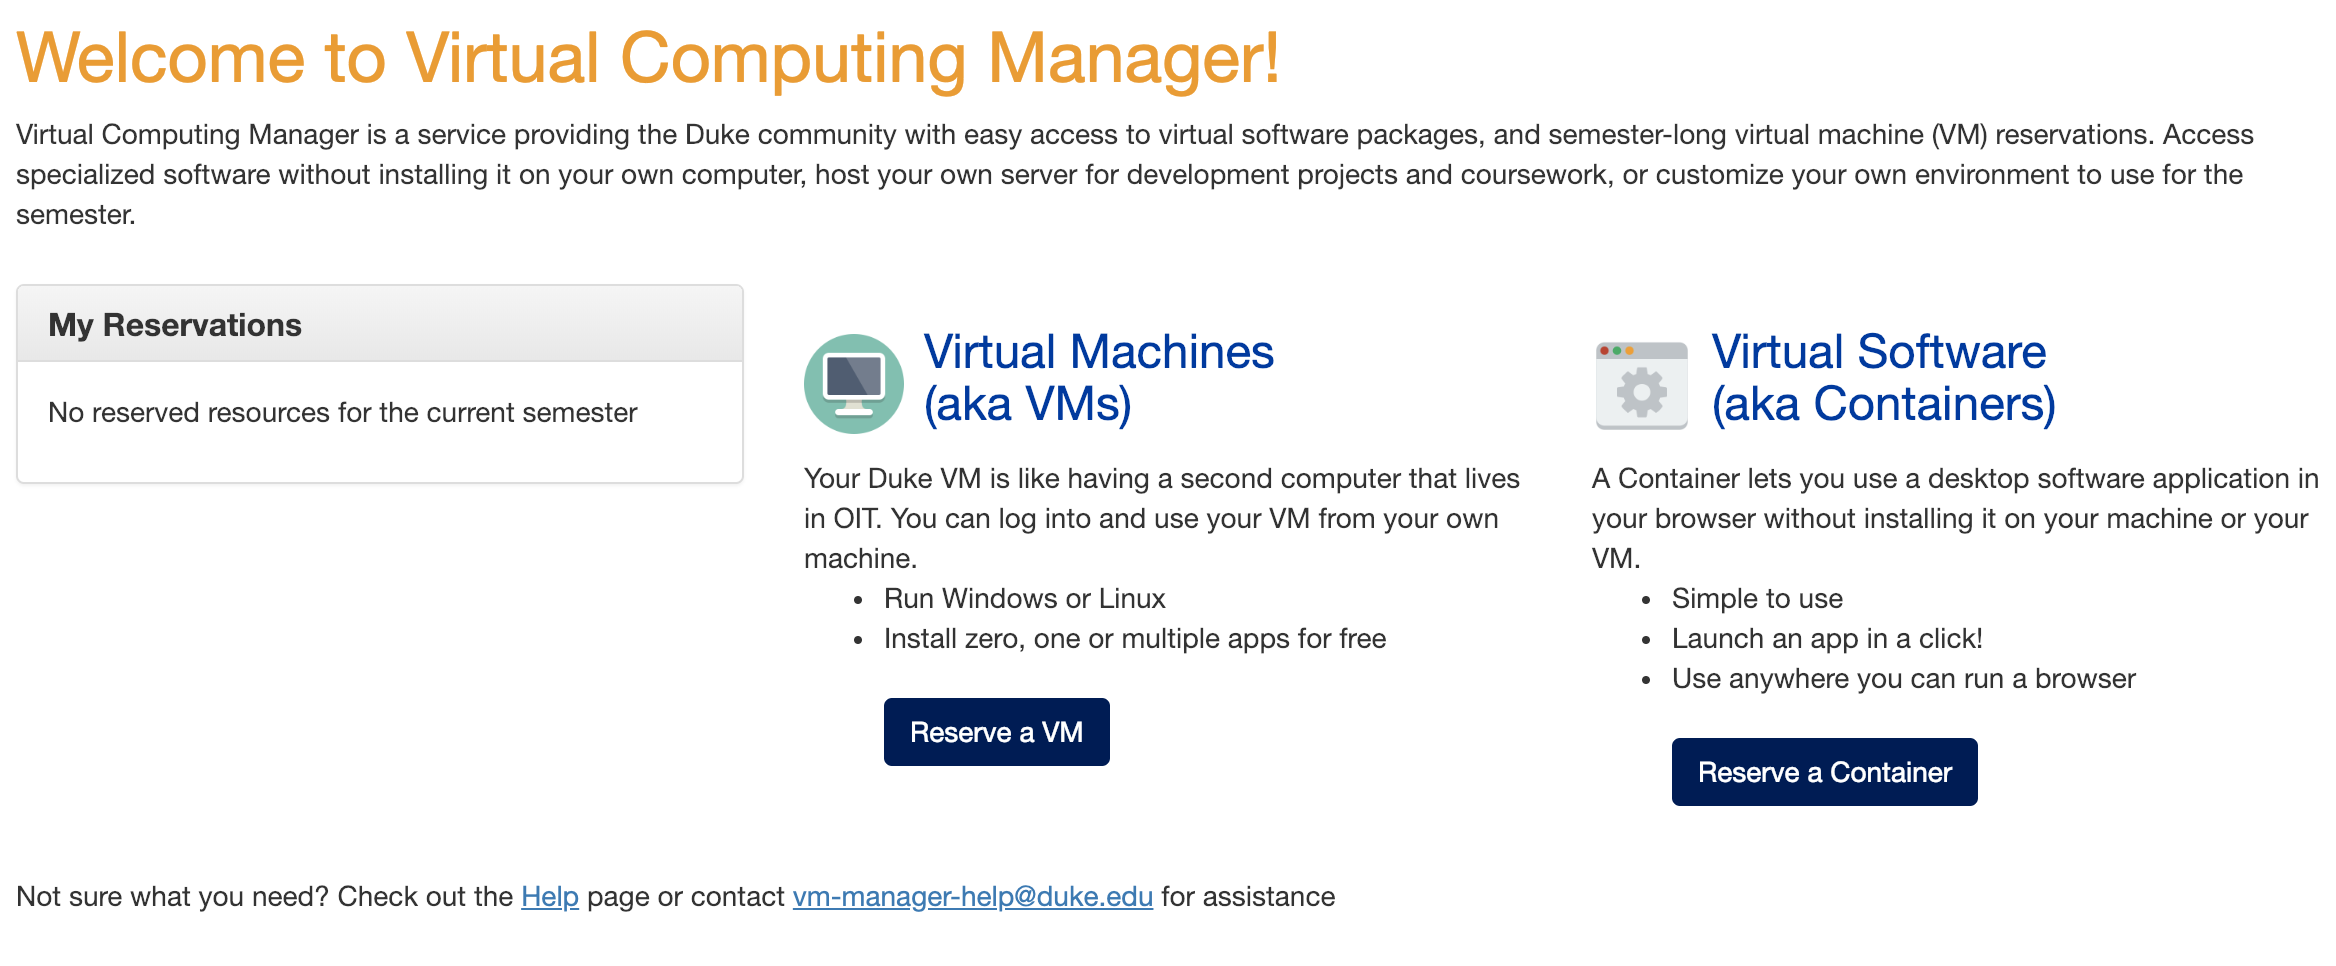 Welcome to Virtual Computing Manager!
Virtual Computing Manager is a service providing the Duke community with easy access to virtual software packages, and semester-long virtual machine (VM) reservations. Access
specialized software without installing it on your own computer, host your own server for development projects and coursework, or customize your own environment to use for the
semester.
My Reservations
No reserved resources for the current semester
Virtual Machines
(aka VMs)
Your Duke VM is like having a second computer that lives
in OIT. You can log into and use your VM from your own
machine.
• Run Windows or Linux
• Install zero, one or multiple apps for free
Reserve a VM
Virtual Software
(aka Containers)
A Container lets you use a desktop software application in
your browser without installing it on your machine or your
VM.
• Simple to use
• Launch an app in a click!
• Use anywhere you can run a browser
Reserve a Container
Not sure what you need? Check out the Help page or contact vm-manager-help@duke.edu for assistance